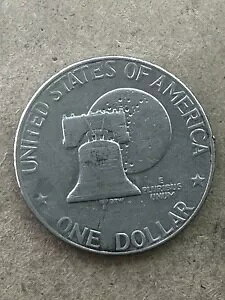 UNITED STATES OF AMERICA
E
PLURIBUS
UNUM
ONE DOLLAR